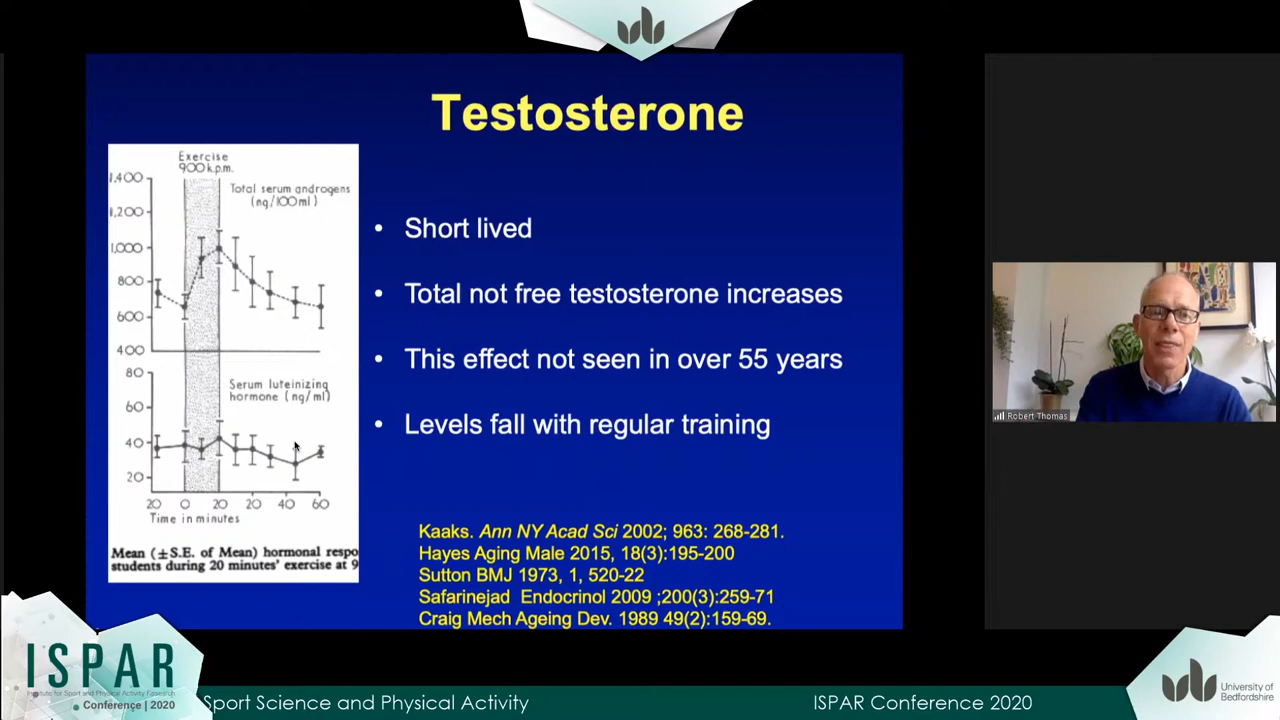 Testosterone
Exercise
900 k.p.m.
1,400
Total serum androgens
(ng/100ml)
1,200
1,000
800
600
400
80
Serum luteinizing
hormone (ng/ml)
60
40
20
20 0 20 20 40 60
Time in minutes
Mean (±S.E. of Mean) hormonal respo
students during 20 minutes' exercise at 9
• Short lived
• Total not free testosterone increases
• This effect not seen in over 55 years
• Levels fall with regular training
Kaaks. Ann NY Acad Sci 2002; 963: 268-281.
Hayes Aging Male 2015, 18(3):195-200
Sutton BMJ 1973, 1, 520-22
Safarinejad Endocrinol 2009 ;200(3):259-71
Craig Mech Ageing Dev. 1989 49(2):159-69.
Robert Thomas
ISPAR
Institute for Sport and Physical Activity Research
Conference | 2020
Sport Science and Physical Activity
ISPAR Conference 2020
University of
Bedfordshire